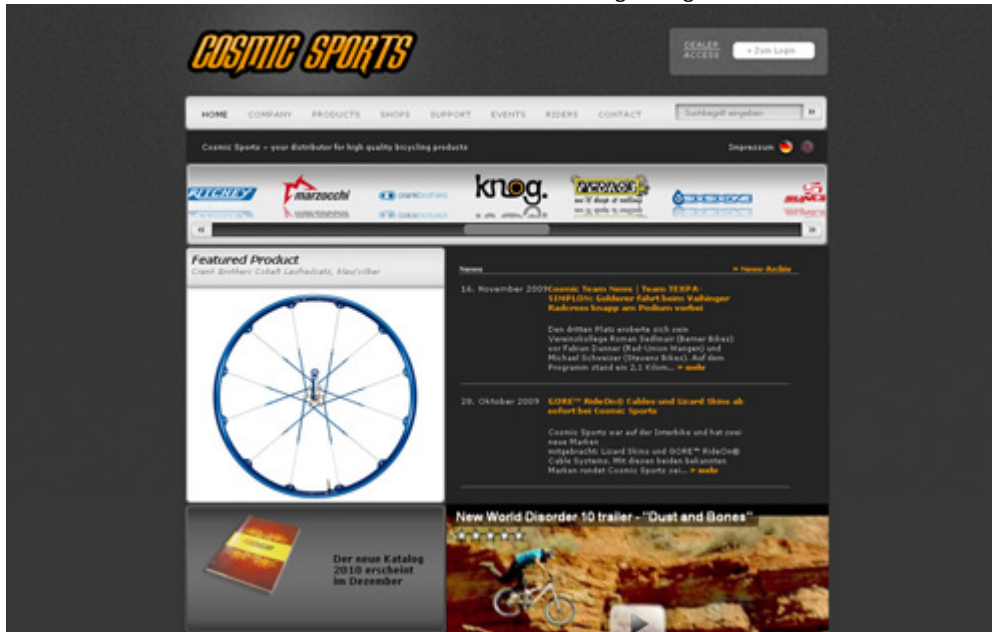 COSMIC SPORTS
DEALER
ACCESS
» Zum Login
HOME COMPANY PRODUCTS SHOPS SUPPORT EVENTS RIDERS CONTACT
Suchbegriff eingeben
»
Cosmic Sports – your distributor for high quality bicycling products
Impressum
RITCHEY marzocchi crankbrothers knog.
«
»
Featured Product
Crank Brothers Cobalt Laufradsatz, blau/silber
News
» News-Archiv
16. November 2009
Cosmic Team News | Team TEXPA-
SIMPLON: Golderer fährt beim Vaihinger
Radcross knapp am Podium vorbei
Den dritten Platz eroberte sich sein
Vereinskollege Roman Sedlmair (Berner Bikes)
vor Fabian Danner (Rad-Union Wangen) und
Michael Schweizer (Stevens Bikes). Auf dem
Programm stand ein 2,1 Kilom... » mehr
28. Oktober 2009
GORE™ RideOn® Cables und Lizard Skins ab
sofort bei Cosmic Sports
Cosmic Sports war auf der Interbike und hat zwei
neue Marken
mitgebracht: Lizard Skins und GORE™ RideOn®
Cable Systems. Mit diesen beiden bekannten
Marken rundet Cosmic Sports sei... » mehr
Der neue Katalog
2010 erscheint
im Dezember
New World Disorder 10 trailer - "Dust and Bones"